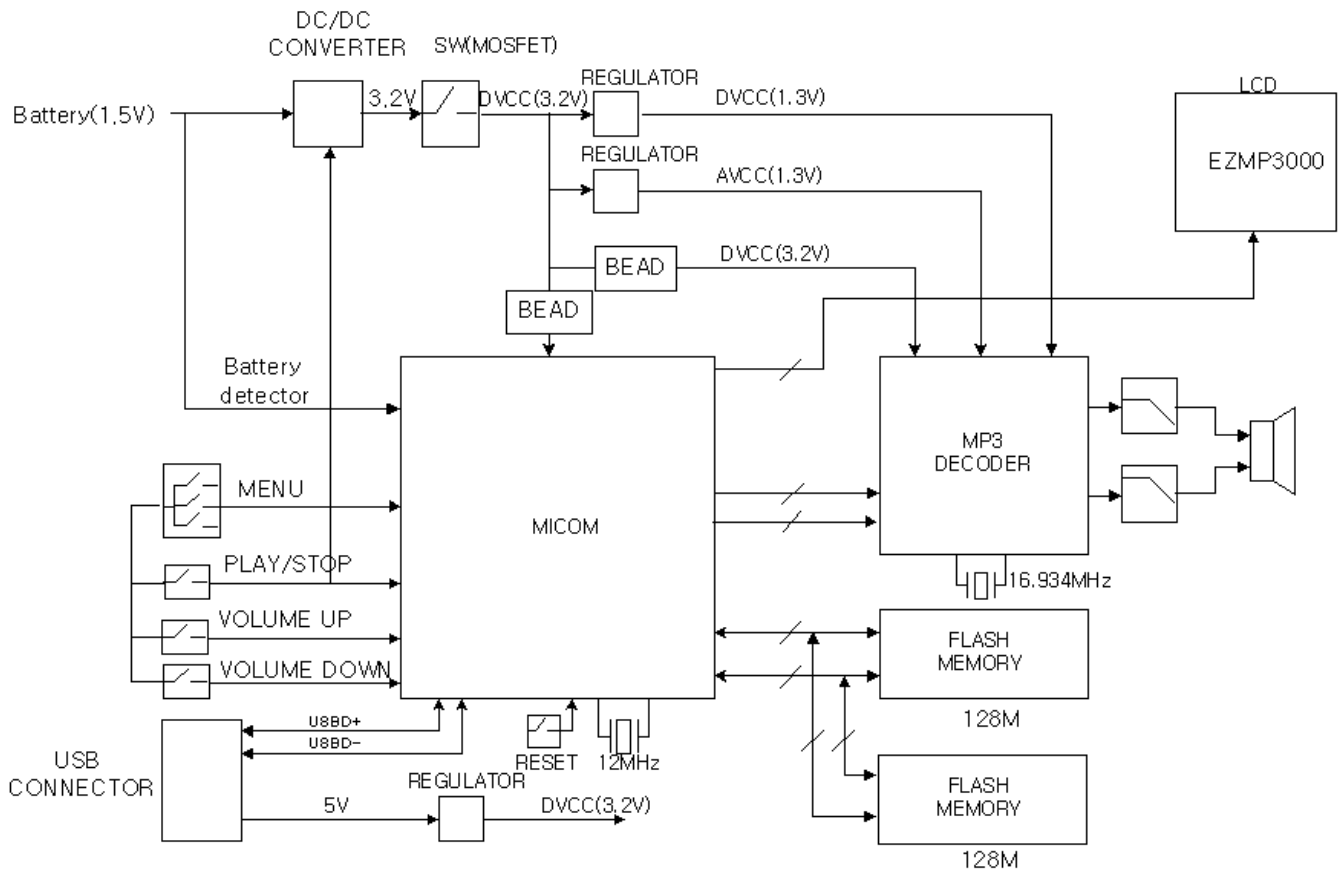 DC/DC
CONVERTER
SW(MOSFET)
REGULATOR
LCD
Battery(1,5V)
3,2V
DVCC(3.2V)
DVCC(1.3V)
REGULATOR
EZMP3000
AVCC(1.3V)
BEAD
DVCC(3.2V)
BEAD
Battery
detector
MP3
DECODER
MENU
MICOM
PLAY/STOP
16.934MHz
VOLUME UP
FLASH
MEMORY
VOLUME DOWN
128M
USBD+
USBD-
USB
CONNECTOR
RESET
12MHz
REGULATOR
5V
DVCC(3,2V)
FLASH
MEMORY
128M